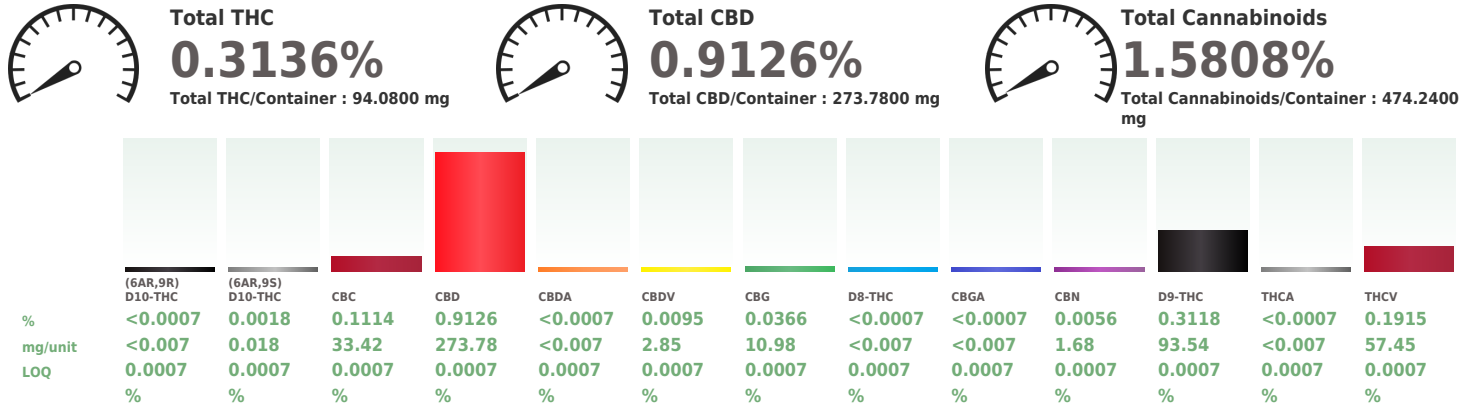 Total THC
0.3136%
Total THC/Container : 94.0800 mg
Total CBD
0.9126%
Total CBD/Container : 273.7800 mg
Total Cannabinoids
1.5808%
Total Cannabinoids/Container : 474.2400
mg
(6AR,9R) (6AR,9S)
D10-THC D10-THC CBC CBD CBDA CBDV CBG D8-THC CBGA CBN D9-THC THCA THCV
% <0.0007 0.0018 0.1114 0.9126 <0.0007 0.0095 0.0366 <0.0007 <0.0007 0.0056 0.3118 <0.0007 0.1915
mg/unit <0.007 0.018 33.42 273.78 <0.007 2.85 10.98 <0.007 <0.007 1.68 93.54 <0.007 57.45
LOQ 0.0007 0.0007 0.0007 0.0007 0.0007 0.0007 0.0007 0.0007 0.0007 0.0007 0.0007 0.0007 0.0007
% % % % % % % % % % % % %